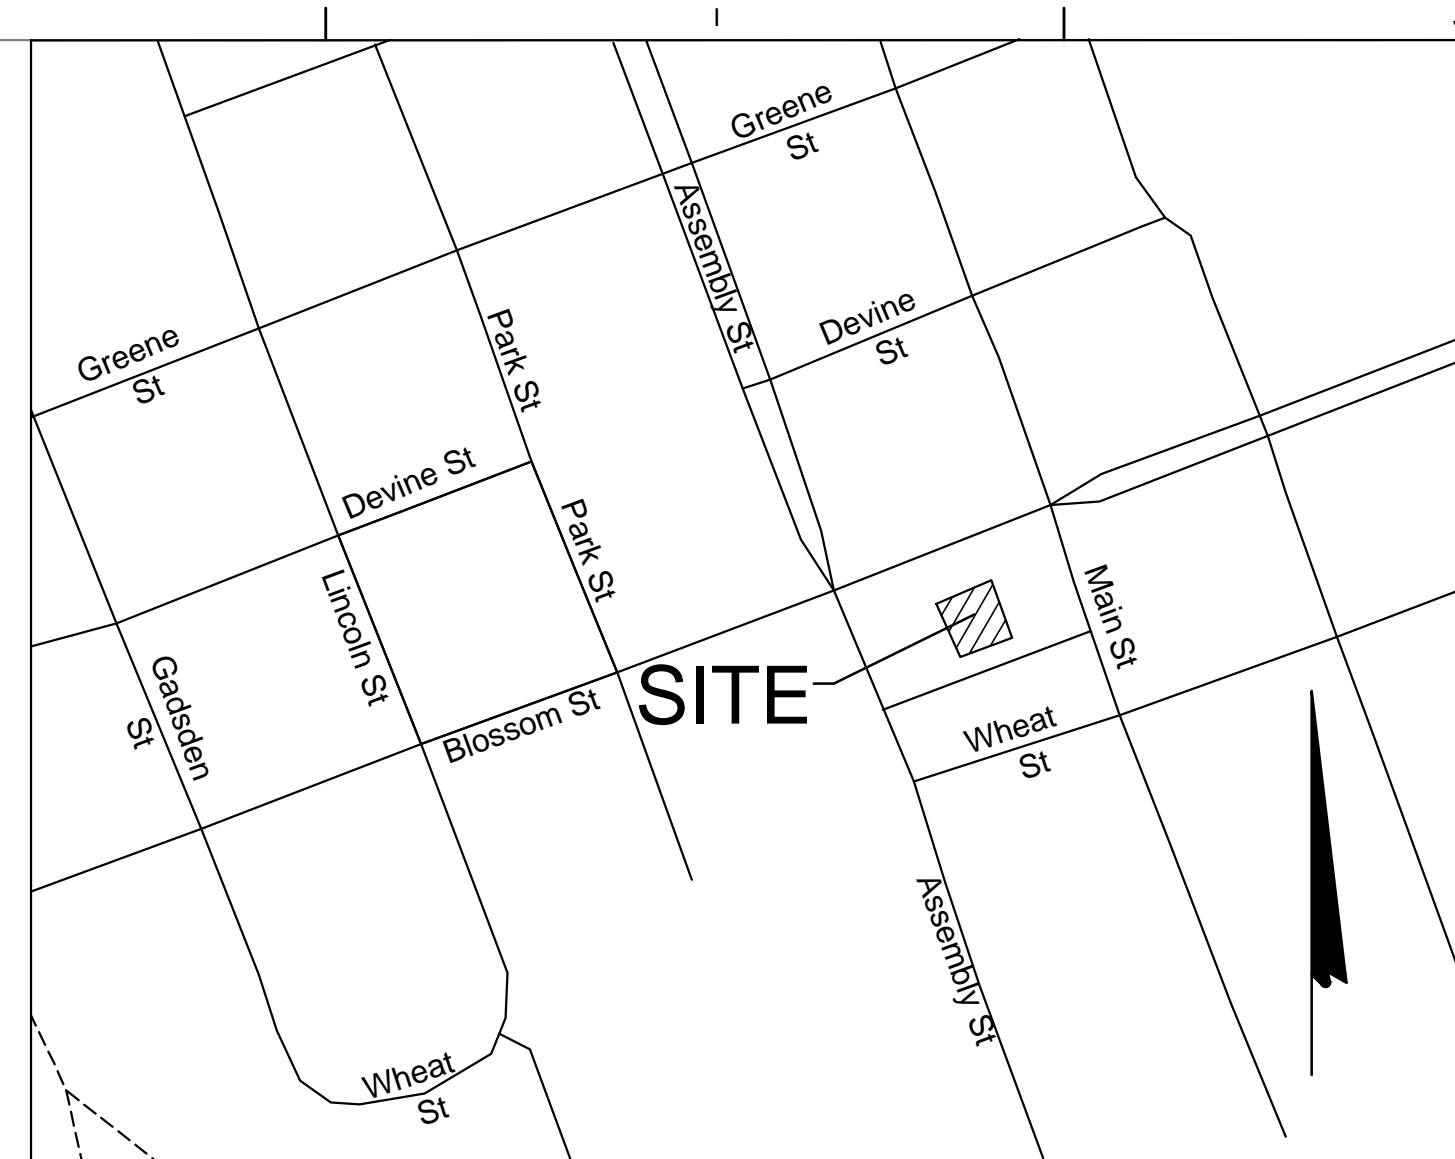 Greene
St
Assembly St
Devine
St
Park St
Greene
St
Devine St
Park St
Lincoln St
Main St
Gadsden
St
SITE
Blossom St
Wheat
St
Assembly St
Wheat
St